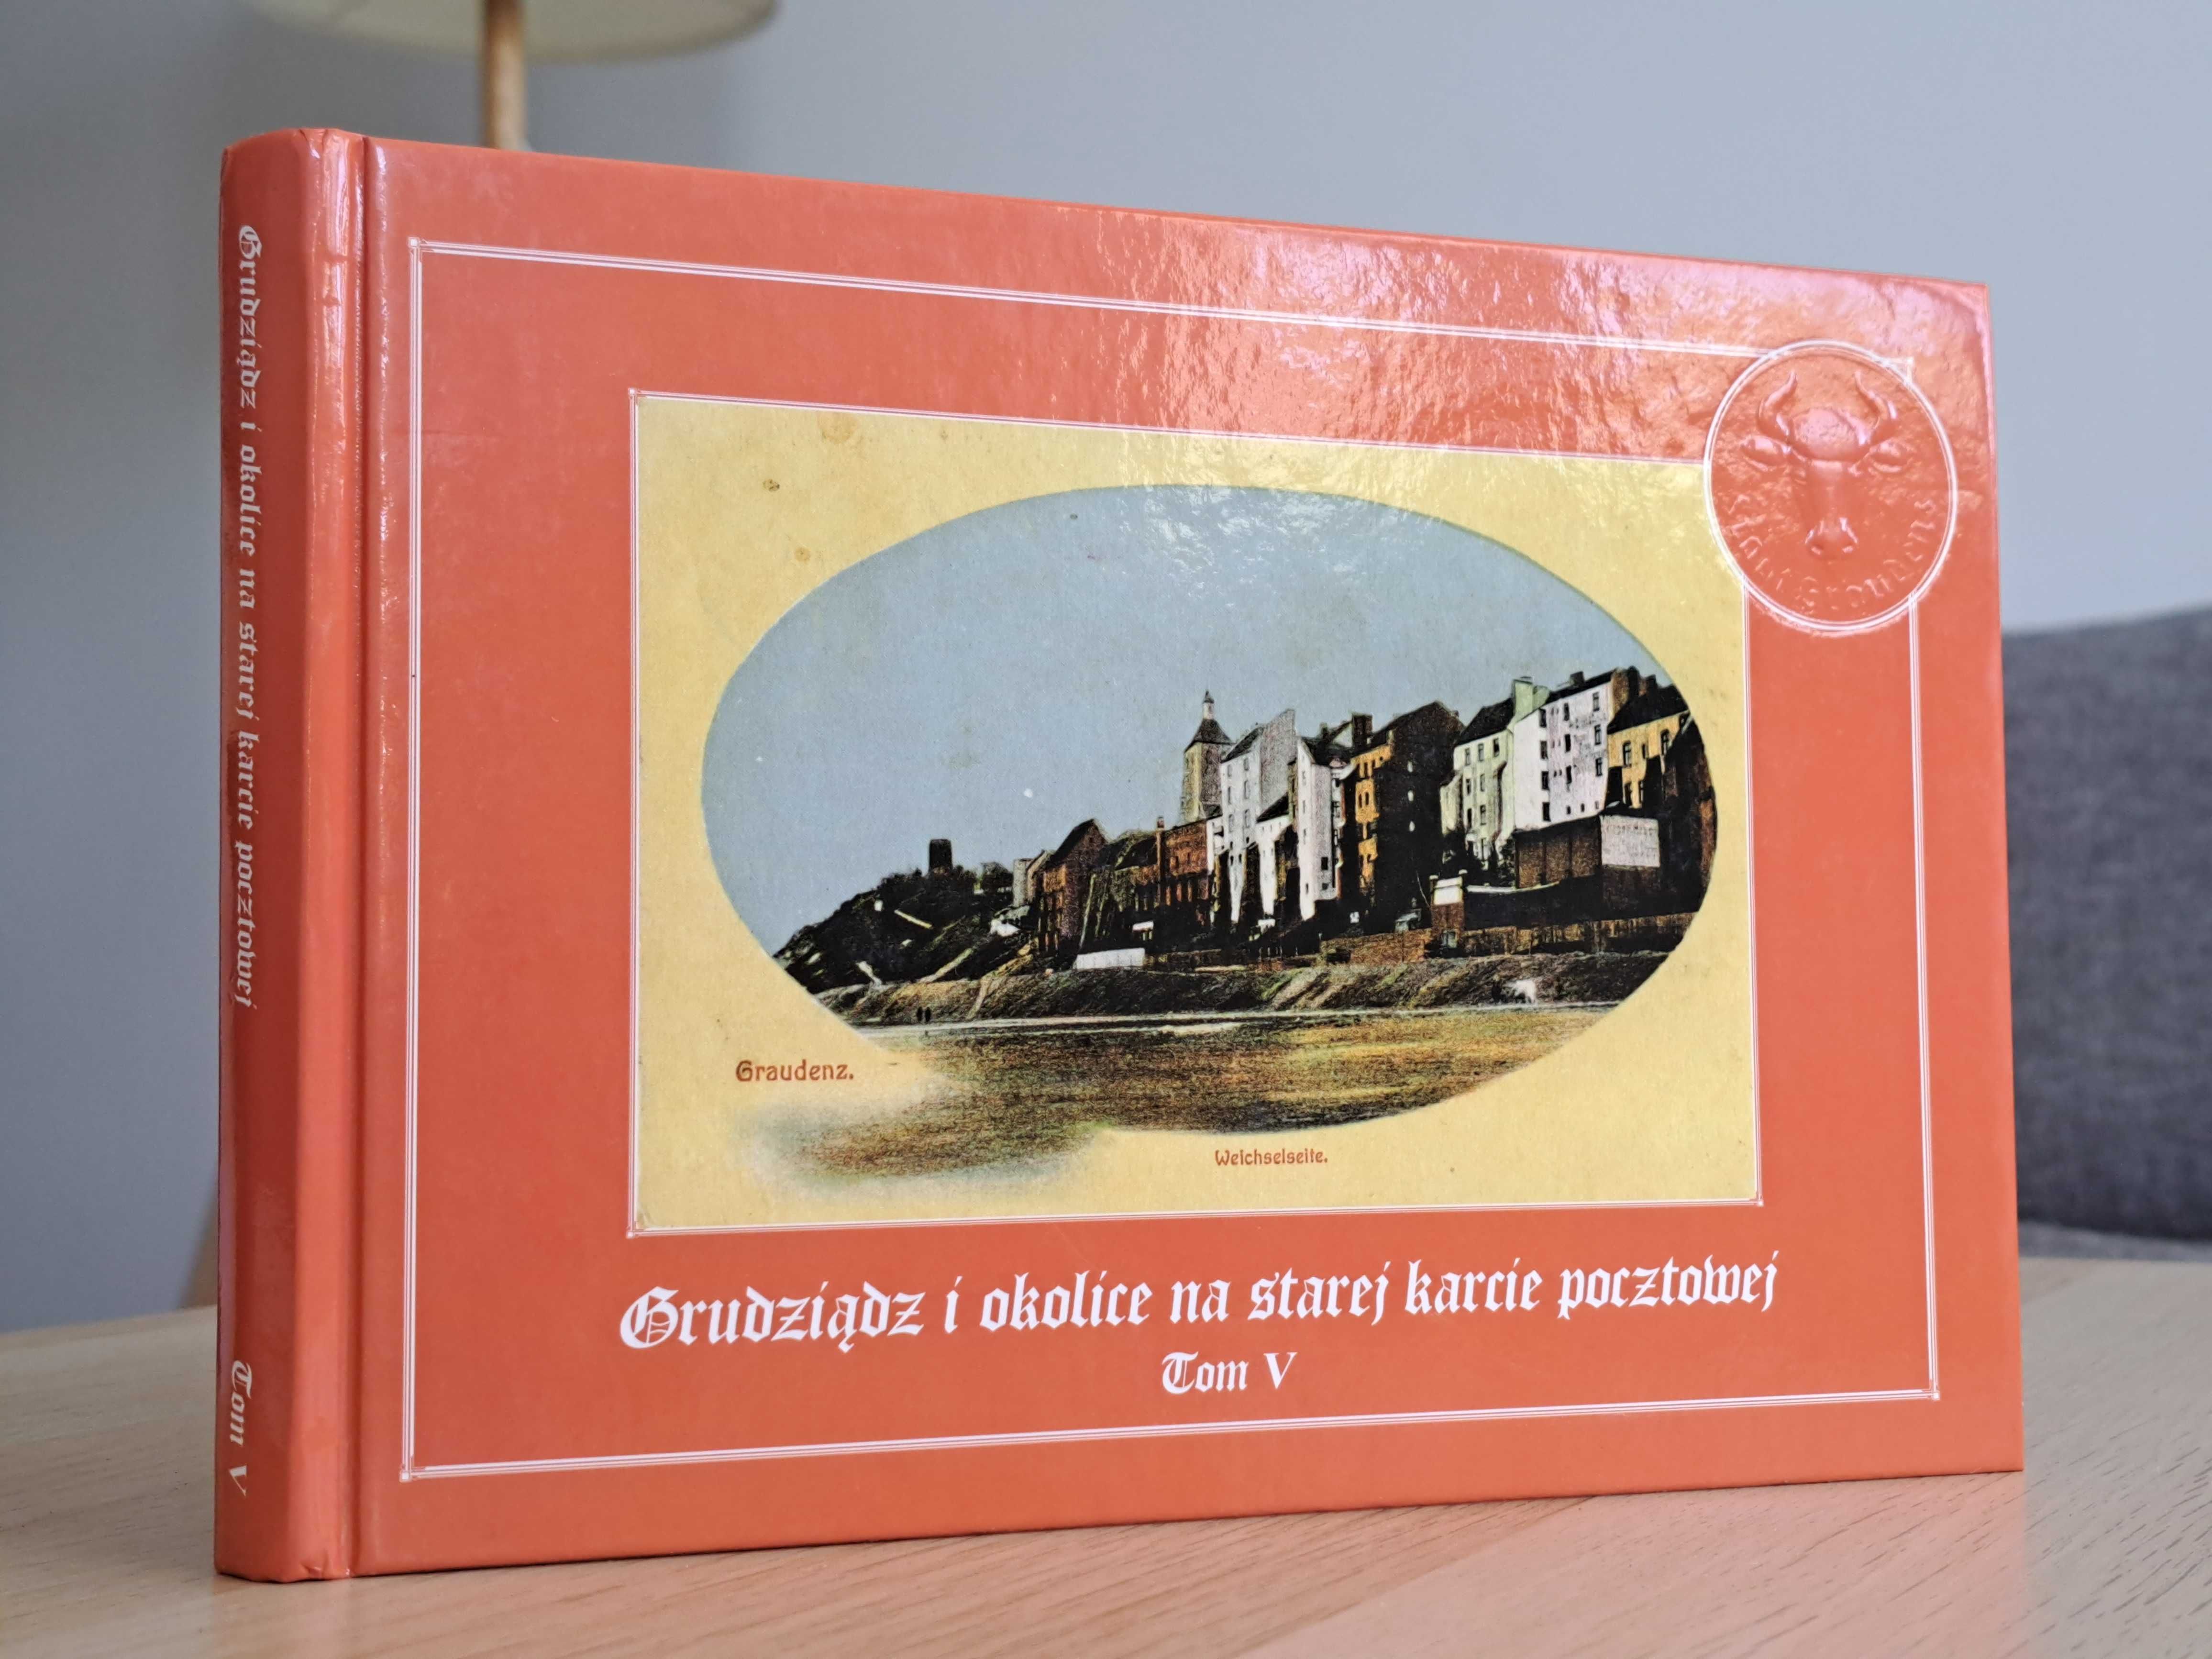 Grudziądz i okolice na starej karcie pocztowej
Tom V
Graudenz.
Weichselseite.
Grudziądz i okolice na starej karcie pocztowej
Tom V